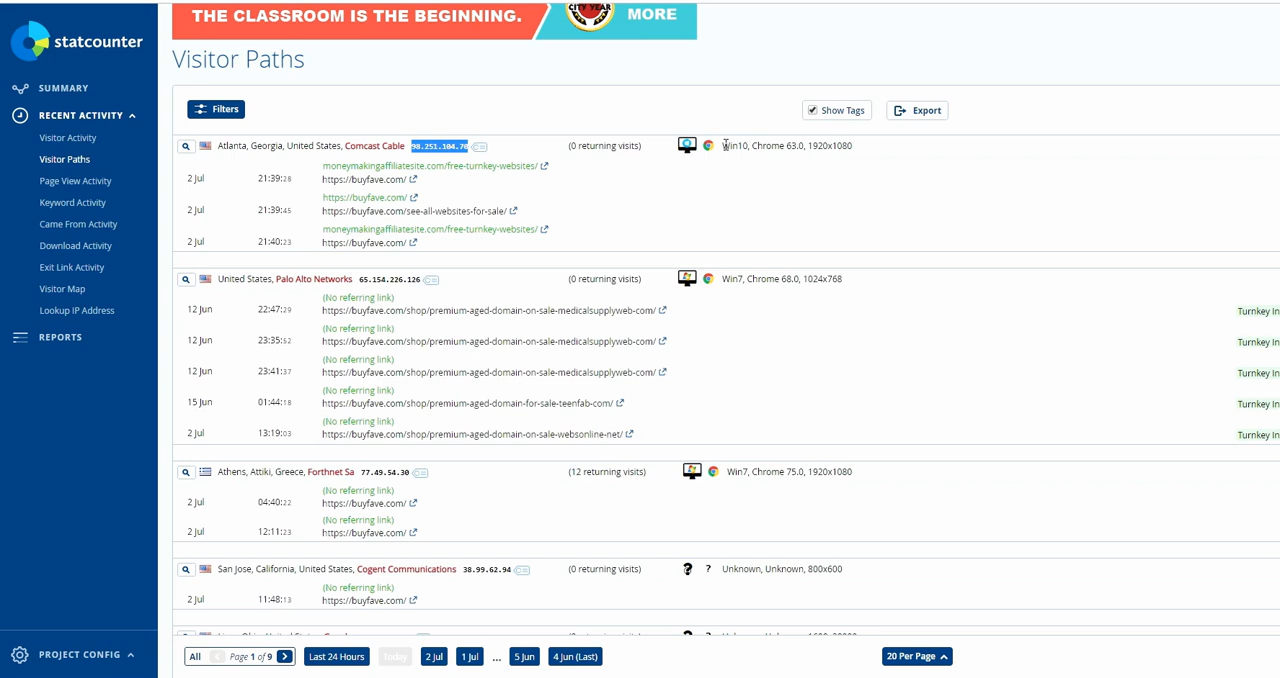 THE CLASSROOM IS THE BEGINNING.
CITY YEAR
MORE
statcounter
SUMMARY
RECENT ACTIVITY
Visitor Activity
Visitor Paths
Page View Activity
Keyword Activity
Came From Activity
Download Activity
Exit Link Activity
Visitor Map
Lookup IP Address
REPORTS
PROJECT CONFIG
Visitor Paths
Filters
Show Tags
Export
Atlanta, Georgia, United States, Comcast Cable 98.251.104.70 (0 returning visits) Win10, Chrome 63.0, 1920x1080
moneymakingaffiliatesite.com/free-turnkey-websites/
2 Jul 21:39:28 https://buyfave.com/
https://buyfave.com/
2 Jul 21:39:45 https://buyfave.com/see-all-websites-for-sale/
moneymakingaffiliatesite.com/free-turnkey-websites/
2 Jul 21:40:23 https://buyfave.com/
United States, Palo Alto Networks 65.154.226.126 (0 returning visits) Win7, Chrome 68.0, 1024x768
(No referring link)
12 Jun 22:47:29 https://buyfave.com/shop/premium-aged-domain-on-sale-medicalsupplyweb-com/ Turnkey In
(No referring link)
12 Jun 23:35:52 https://buyfave.com/shop/premium-aged-domain-on-sale-medicalsupplyweb-com/ Turnkey In
(No referring link)
12 Jun 23:41:37 https://buyfave.com/shop/premium-aged-domain-on-sale-medicalsupplyweb-com/ Turnkey In
(No referring link)
15 Jun 01:44:18 https://buyfave.com/shop/premium-aged-domain-for-sale-teenfab-com/ Turnkey In
(No referring link)
2 Jul 13:19:03 https://buyfave.com/shop/premium-aged-domain-on-sale-websonline-net/ Turnkey In
Athens, Attiki, Greece, Forthnet Sa 77.49.54.30 (12 returning visits) Win7, Chrome 75.0, 1920x1080
(No referring link)
2 Jul 04:40:22 https://buyfave.com/
(No referring link)
2 Jul 12:11:23 https://buyfave.com/
San Jose, California, United States, Cogent Communications 38.99.62.94 (0 returning visits) ? ? Unknown, Unknown, 800x600
(No referring link)
2 Jul 11:48:13 https://buyfave.com/
All Page 1 of 9 Last 24 Hours Today 2 Jul 1 Jul ... 5 Jun 4 Jun (Last) 20 Per Page